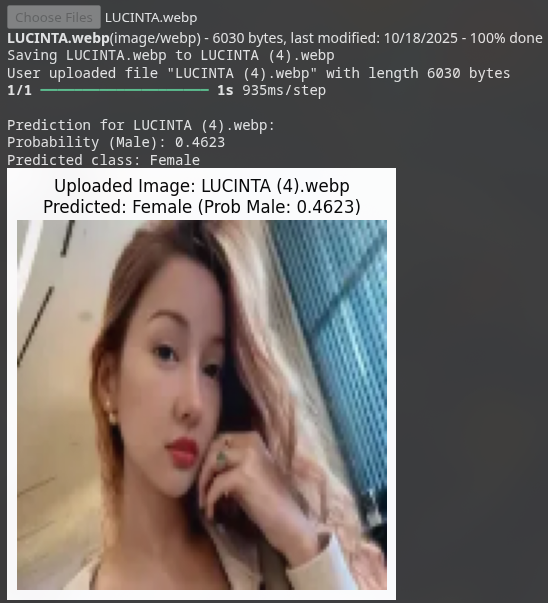 Choose Files LUCINTA.webp
LUCINTA.webp(image/webp) - 6030 bytes, last modified: 10/18/2025 - 100% done
Saving LUCINTA.webp to LUCINTA (4).webp
User uploaded file "LUCINTA (4).webp" with length 6030 bytes
1/1 ━━━━━━━━━━━━━━━━━━━━ 1s 935ms/step
Prediction for LUCINTA (4).webp:
Probability (Male): 0.4623
Predicted class: Female
Uploaded Image: LUCINTA (4).webp
Predicted: Female (Prob Male: 0.4623)